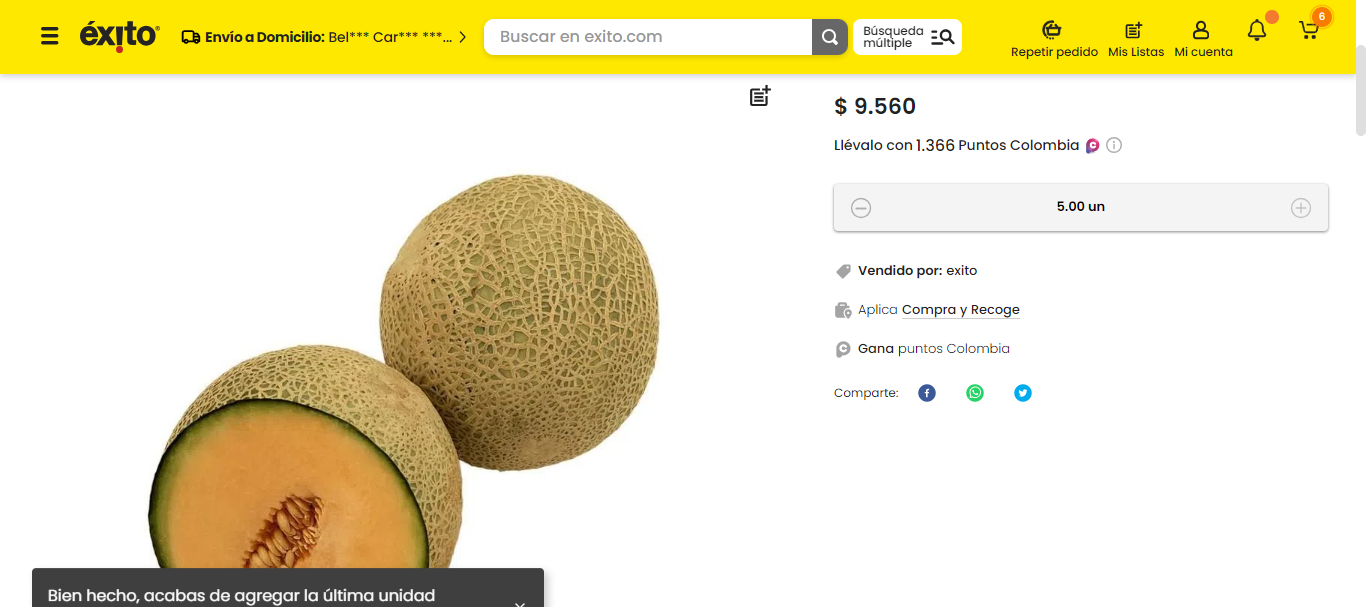 éxito
Envío a Domicilio: Bel*** Car*** ***...
Buscar en exito.com
Búsqueda
múltiple
Repetir pedido
Mis Listas
Mi cuenta
6
$ 9.560
Llévalo con 1.366 Puntos Colombia
5.00 un
Vendido por: exito
Aplica Compra y Recoge
Gana puntos Colombia
Comparte:
Bien hecho, acabas de agregar la última unidad